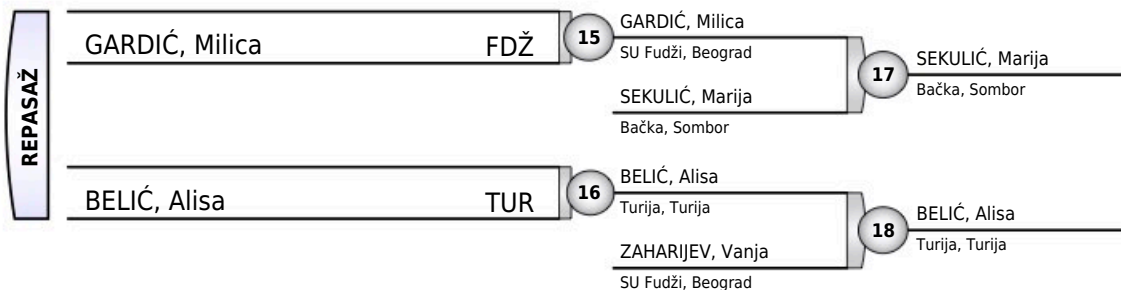 REPASAŽ
GARDIĆ, Milica FDŽ
15
GARDIĆ, Milica
SU Fudži, Beograd
SEKULIĆ, Marija
Bačka, Sombor
17
SEKULIĆ, Marija
Bačka, Sombor
BELIĆ, Alisa TUR
16
BELIĆ, Alisa
Turija, Turija
ZAHARIJEV, Vanja
SU Fudži, Beograd
18
BELIĆ, Alisa
Turija, Turija